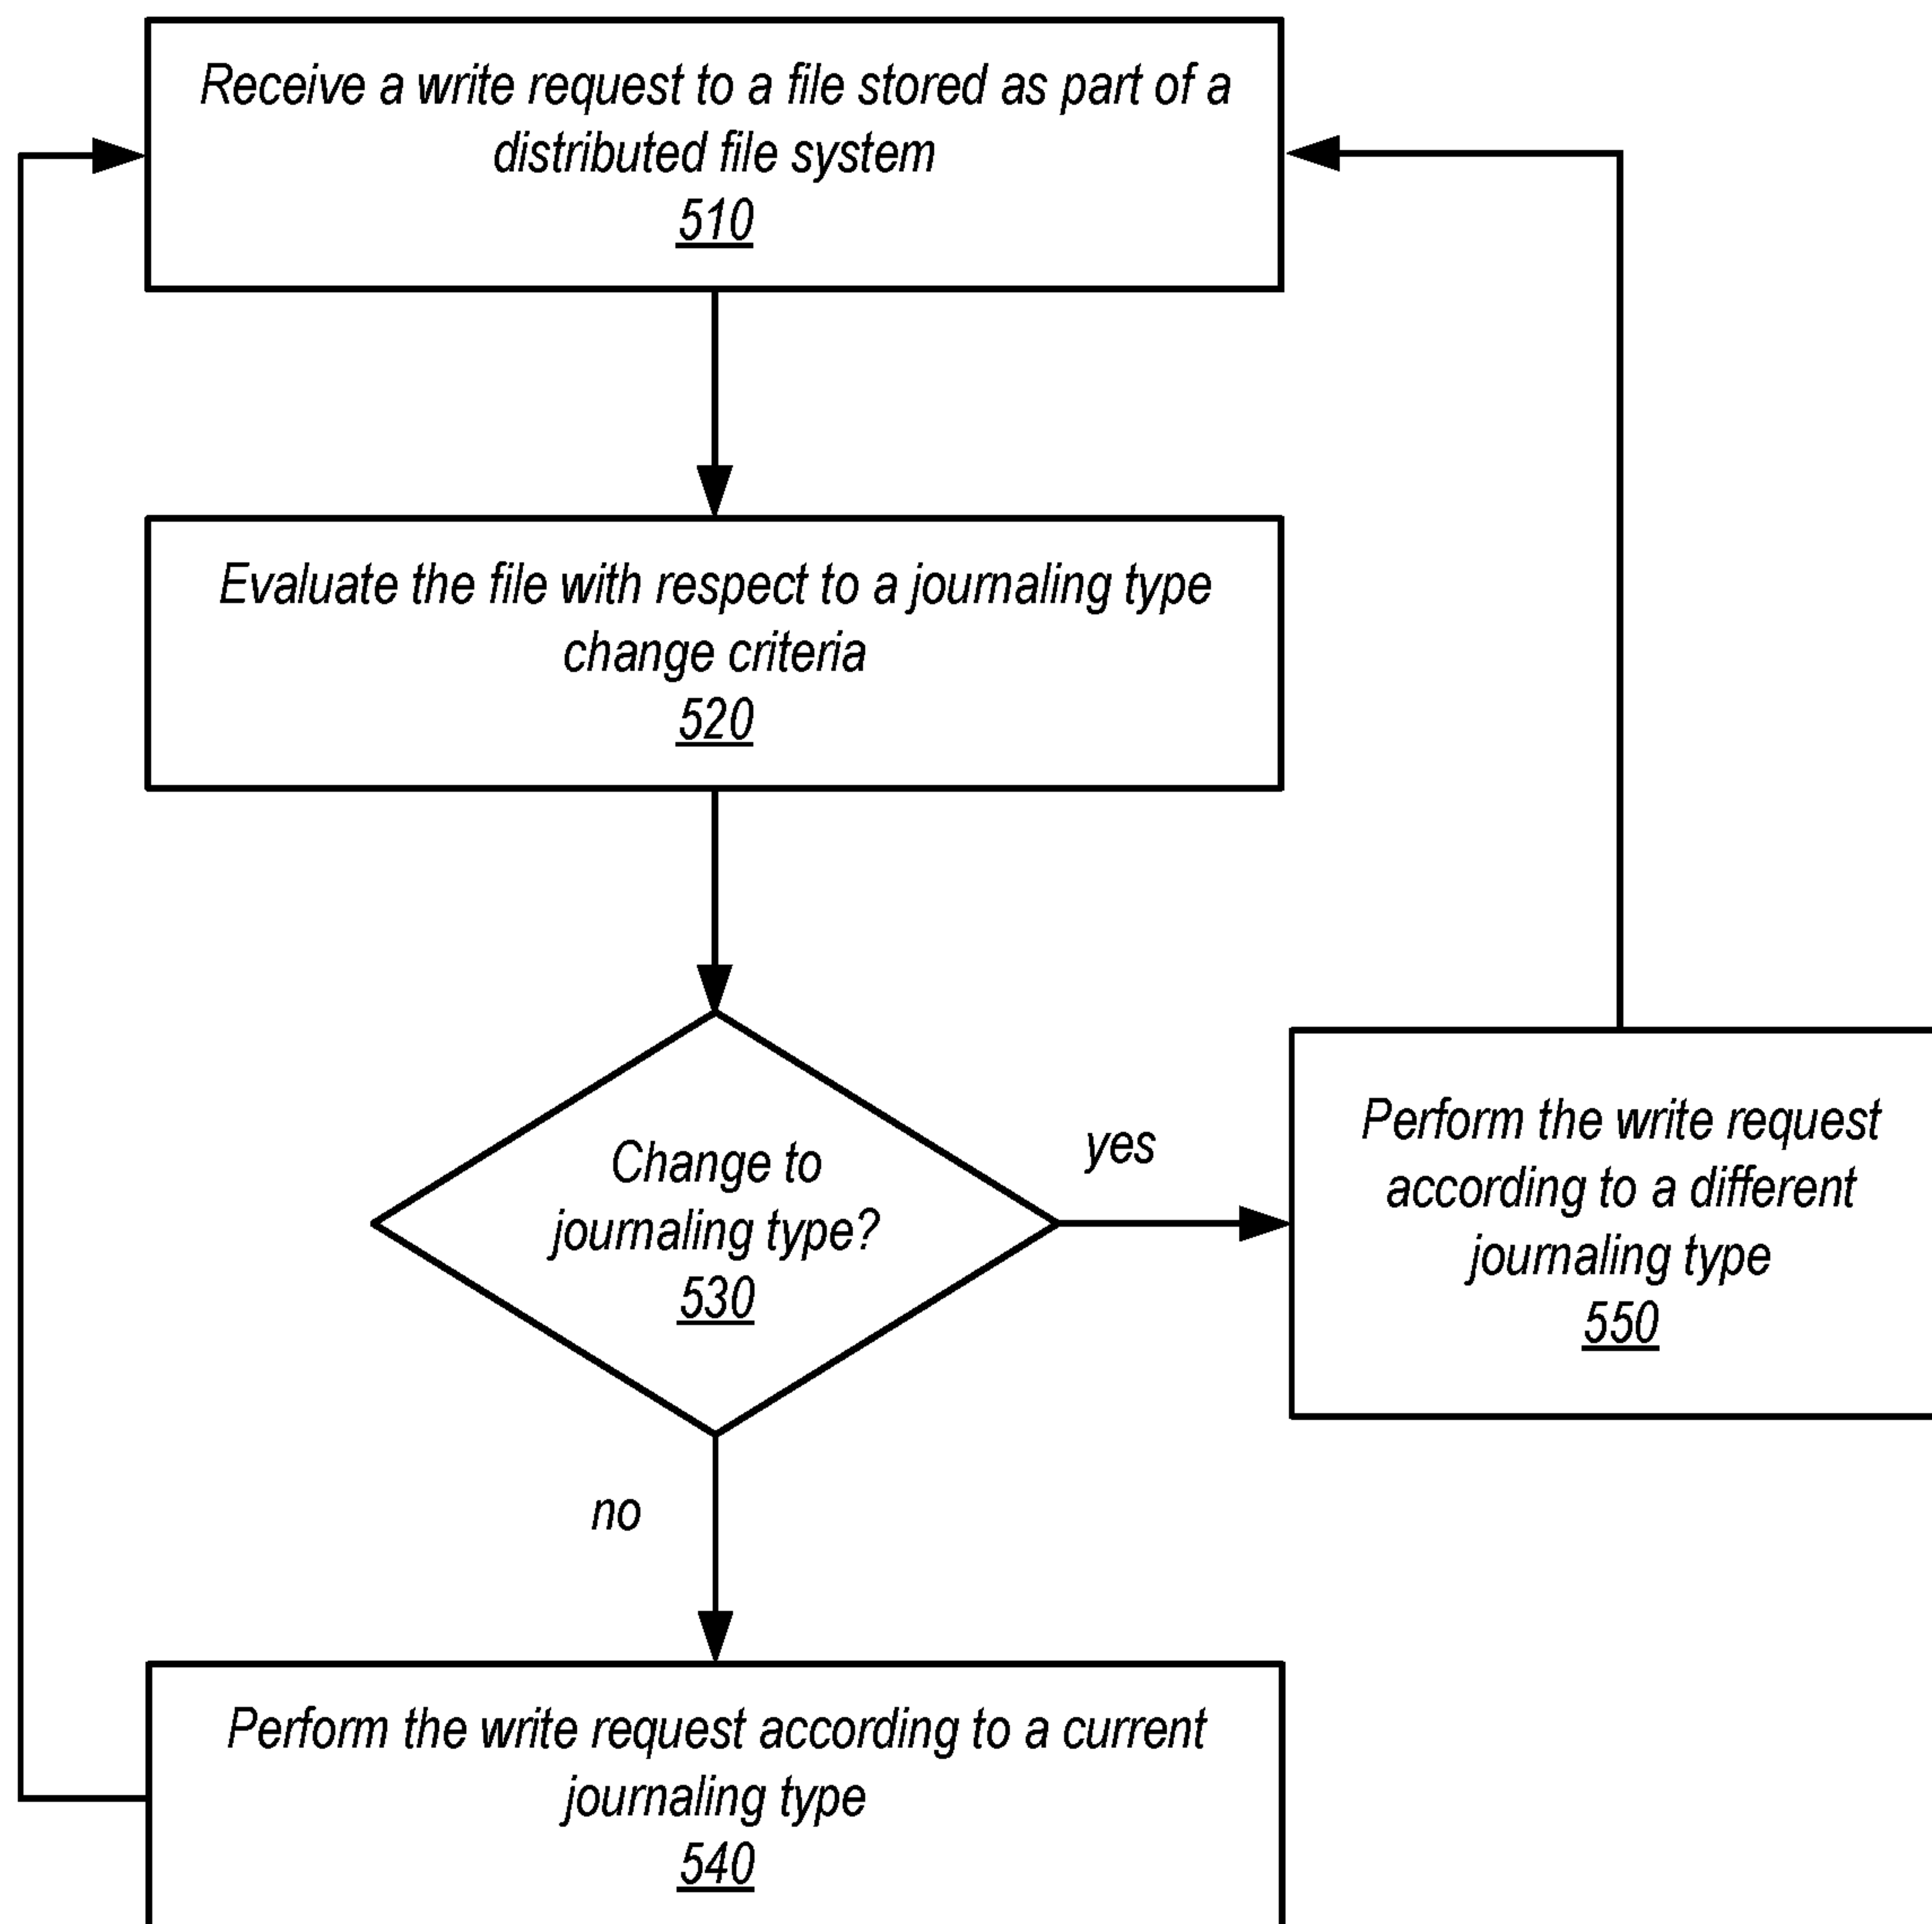 Receive a write request to a file stored as part of a
distributed file system
510
Evaluate the file with respect to a journaling type
change criteria
520
Change to
journaling type?
530
yes
Perform the write request
according to a different
journaling type
550
no
Perform the write request according to a current
journaling type
540